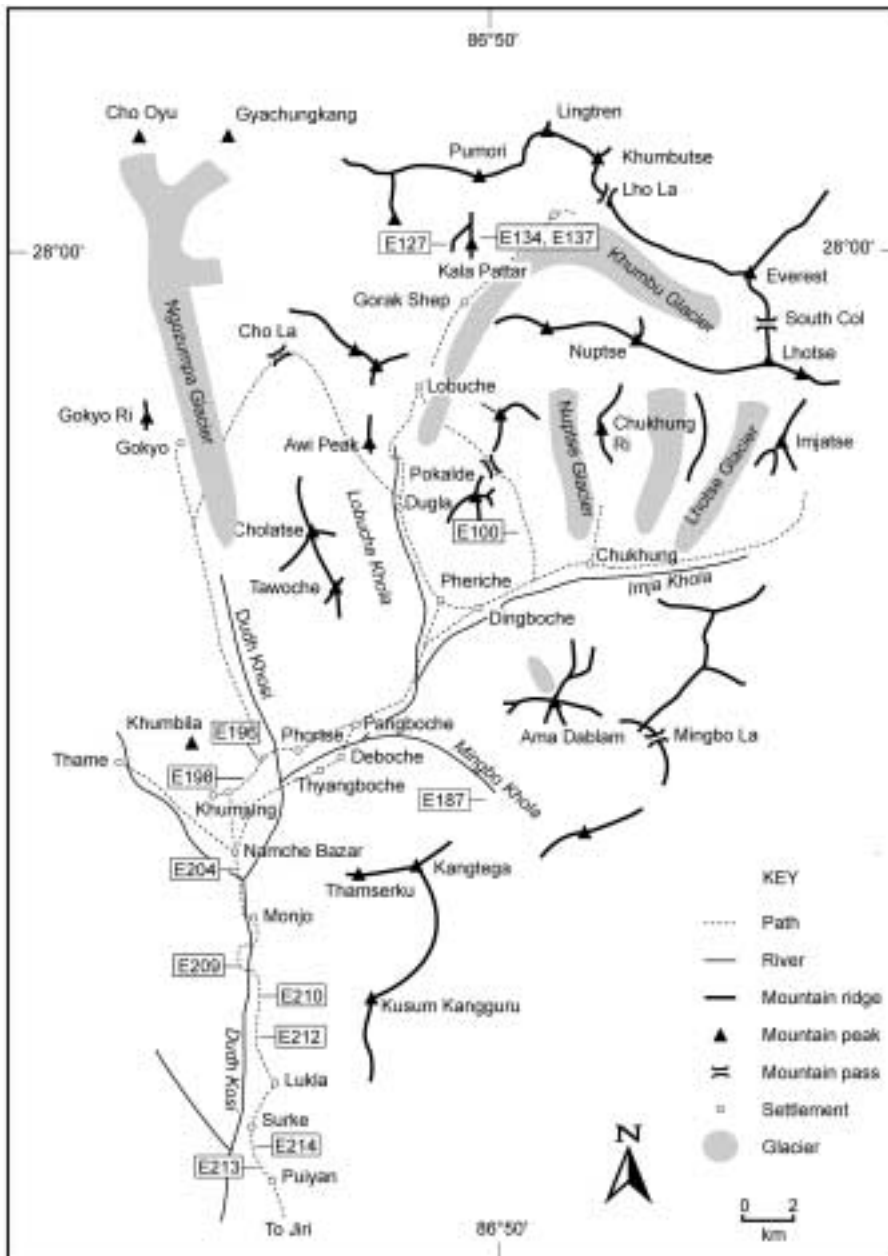 86°50'
Cho Oyu
Gyachungkang
Lingtren
Pumori
Khumbutse
Lho La
E127
E134, E137
28°00'
28°00'
Kala Pattar
Everest
Khumbu Glacier
Gorak Shep
Ngozumpa Glacier
South Col
Cho La
Nuptse
Lhotse
Lobuche
Gokyo Ri
Gokyo
Awi Peak
Nuptse Glacier
Chukhung
Ri
Lhotse Glacier
Imjatse
Pokalde
Dugla
Lobucha Khola
E100
Cholatse
Chukhung
Tawoche
Pheriche
Imja Khola
Dingboche
Dudh Khosi
Khumbila
E196
Phortse
Pangboche
Ama Dablam
Mingbo La
Thame
Deboche
E198
Thyangboche
Mingbo Khola
Khumjung
E187
Namche Bazar
E204
Kangtega
Thamserku
KEY
Monjo
Path
E209
River
E210
Mountain ridge
Kusum Kangguru
E212
Mountain peak
Dudh Kosi
Mountain pass
Lukla
Settlement
Surke
E214
N
Glacier
E213
Puiyan
0 2
km
To Jiri
86°50'